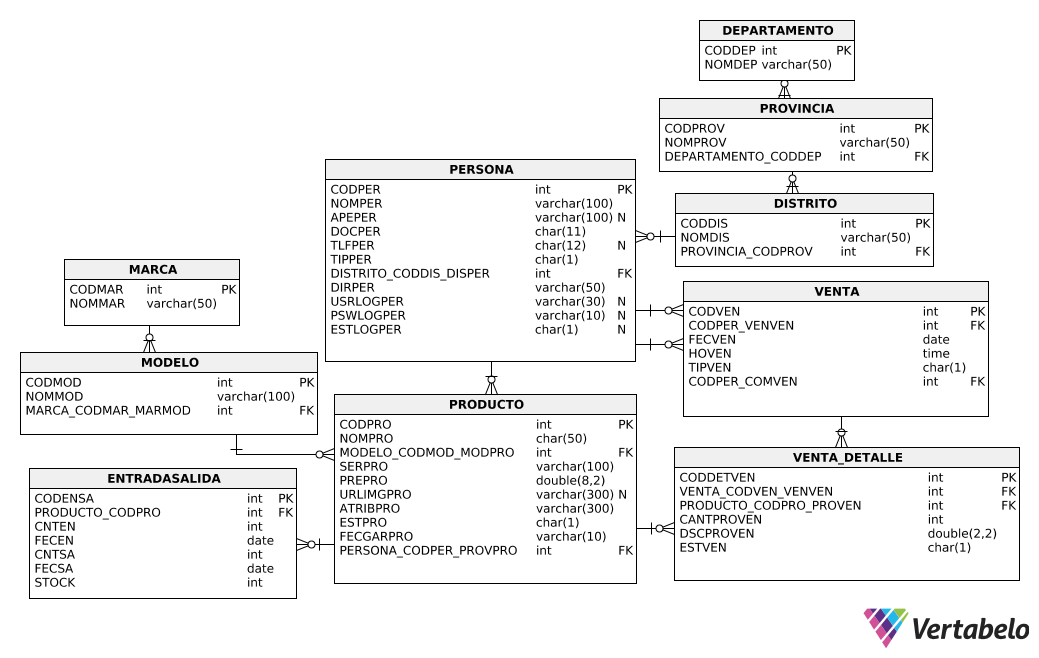 DEPARTAMENTO
CODDEP int PK
NOMDEP varchar(50)
PROVINCIA
CODPROV int PK
NOMPROV varchar(50)
DEPARTAMENTO_CODDEP int FK
DISTRITO
CODDIS int PK
NOMDIS varchar(50)
PROVINCIA_CODPROV int FK
PERSONA
CODPER int PK
NOMPER varchar(100)
APEPER varchar(100) N
DOCPER char(11)
TLFPER char(12) N
TIPPER char(1)
DISTRITO_CODDIS_DISPER int FK
DIRPER varchar(50)
USRLOGPER varchar(30) N
PSWLOGPER varchar(10) N
ESTLOGPER char(1) N
MARCA
CODMAR int PK
NOMMAR varchar(50)
MODELO
CODMOD int PK
NOMMOD varchar(100)
MARCA_CODMAR_MARMOD int FK
VENTA
CODVEN int PK
CODPER_VENVEN int FK
FECVEN date
HOVEN time
TIPVEN char(1)
CODPER_COMVEN int FK
PRODUCTO
CODPRO int PK
NOMPRO char(50)
MODELO_CODMOD_MODPRO int FK
SERPRO varchar(100)
PREPRO double(8,2)
URLIMGPRO varchar(300) N
ATRIBPRO varchar(300)
ESTPRO char(1)
FECGARPRO varchar(10)
PERSONA_CODPER_PROVPRO int FK
ENTRADASALIDA
CODENSA int PK
PRODUCTO_CODPRO int FK
CNTEN int
FECEN date
CNTSA int
FECSA date
STOCK int
VENTA_DETALLE
CODDETVEN int PK
VENTA_CODVEN_VENVEN int FK
PRODUCTO_CODPRO_PROVEN int FK
CANTPROVEN int
DSCPROVEN double(2,2)
ESTVEN char(1)
Vertabelo